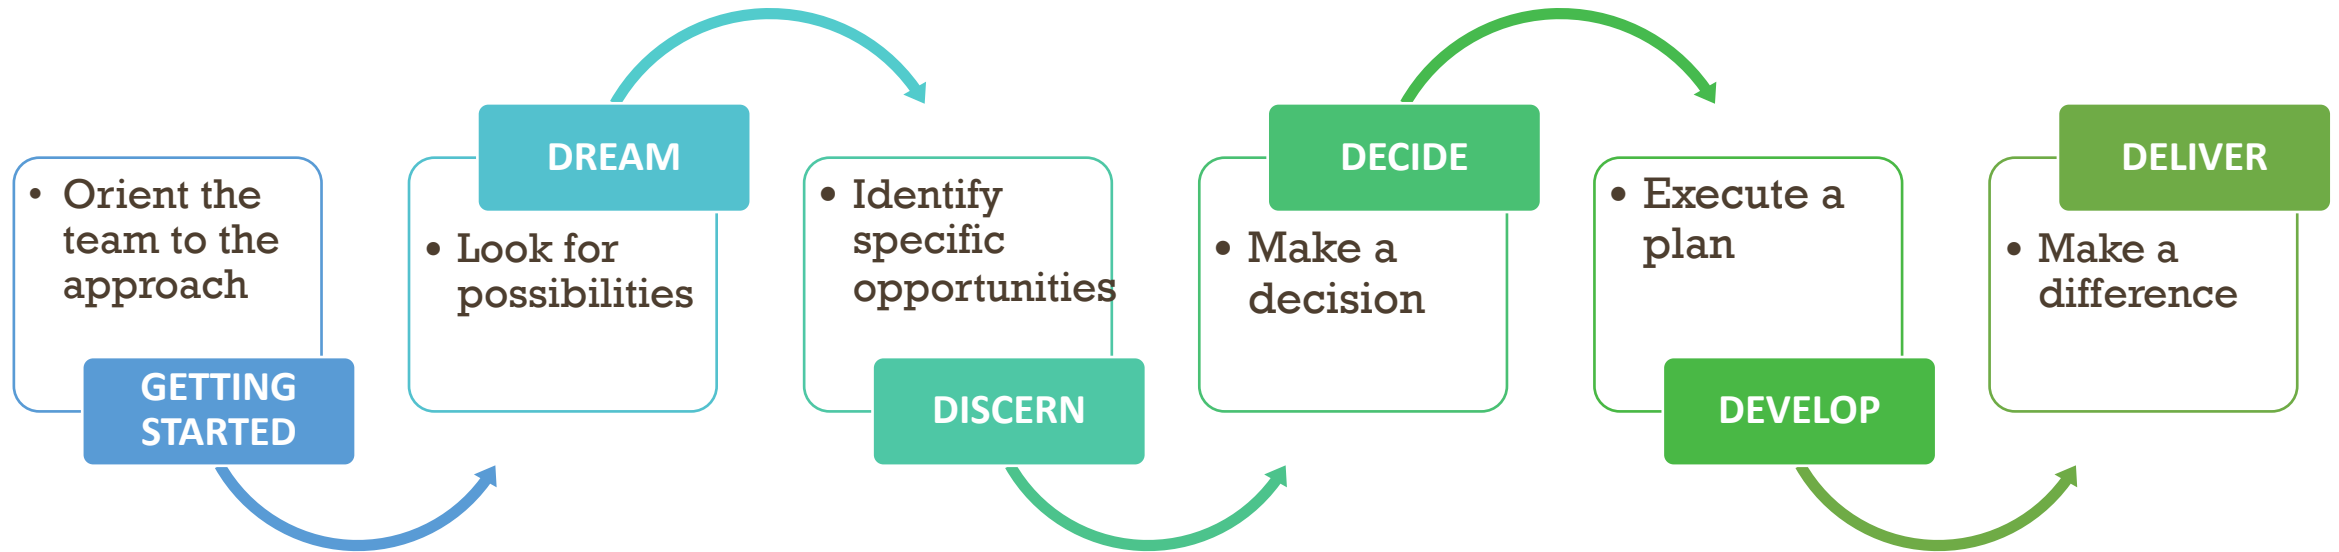 • Orient the
team to the
approach
GETTING
STARTED
DREAM
• Look for
possibilities
• Identify
specific
opportunities
DISCERN
DECIDE
• Make a
decision
• Execute a
plan
DEVELOP
DELIVER
• Make a
difference